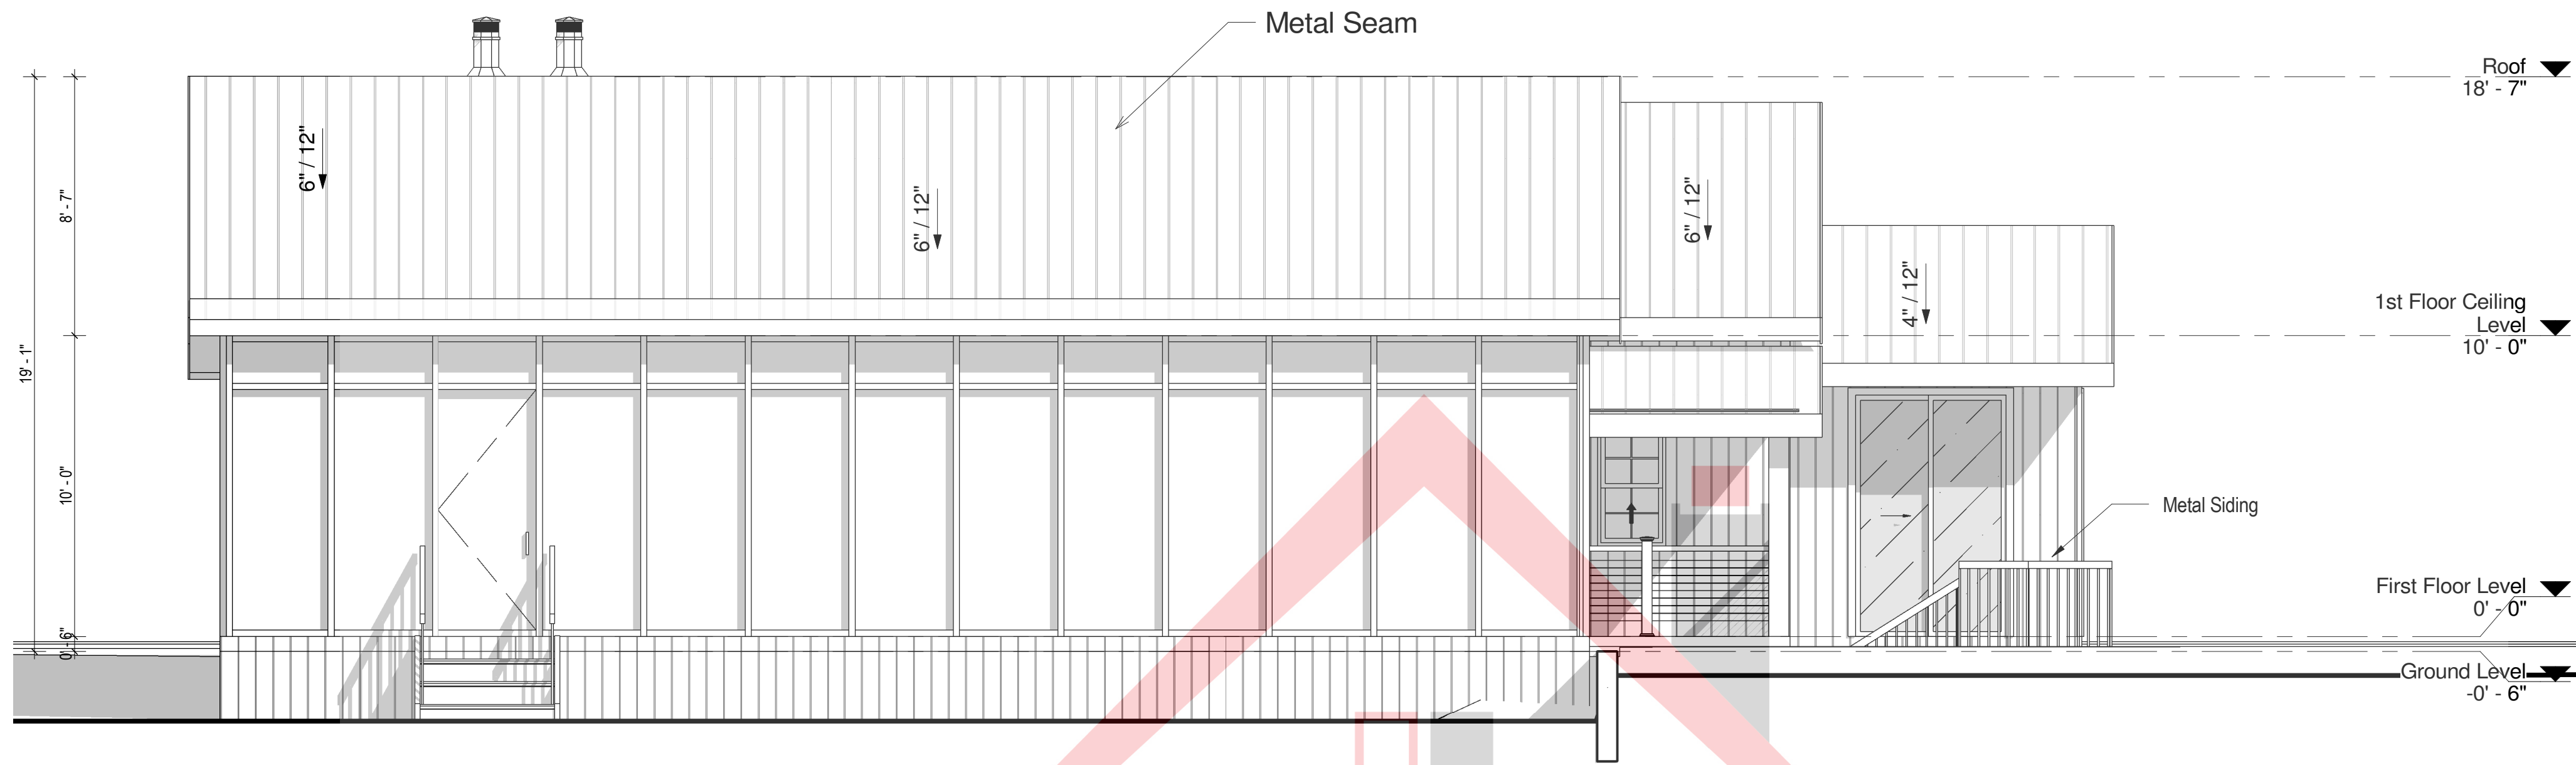 Metal Seam
Roof
18' - 7"
6" / 12"
6" / 12"
6" / 12"
4" / 12"
8' - 7"
19' - 1"
10' - 0"
0' - 6"
1st Floor Ceiling
Level
10' - 0"
Metal Siding
First Floor Level
0' - 0"
Ground Level
-0' - 6"